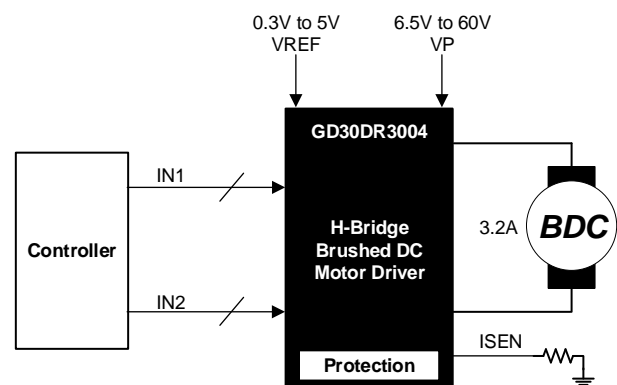 0.3V to 5V
VREF
6.5V to 60V
VP
GD30DR3004
IN1
Controller
H-Bridge
Brushed DC
Motor Driver
3.2A
BDC
IN2
ISEN
Protection